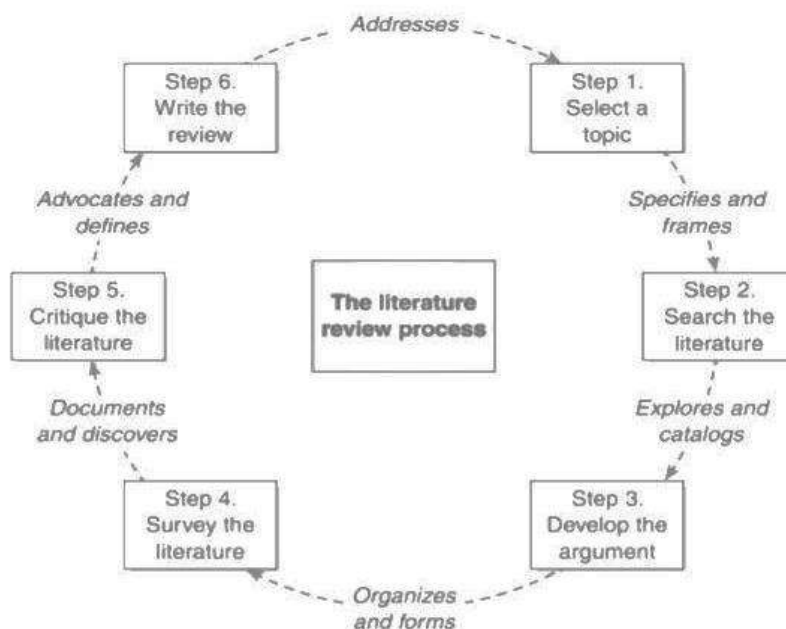 Addresses
Step 6.
Write the
review
Step 1.
Select a
topic
Advocates and
defines
Specifies and
frames
Step 5.
Critique the
literature
The literature
review process
Step 2.
Search the
literature
Documents
and discovers
Explores and
catalogs
Step 4.
Survey the
literature
Step 3.
Develop the
argument
Organizes
and forms